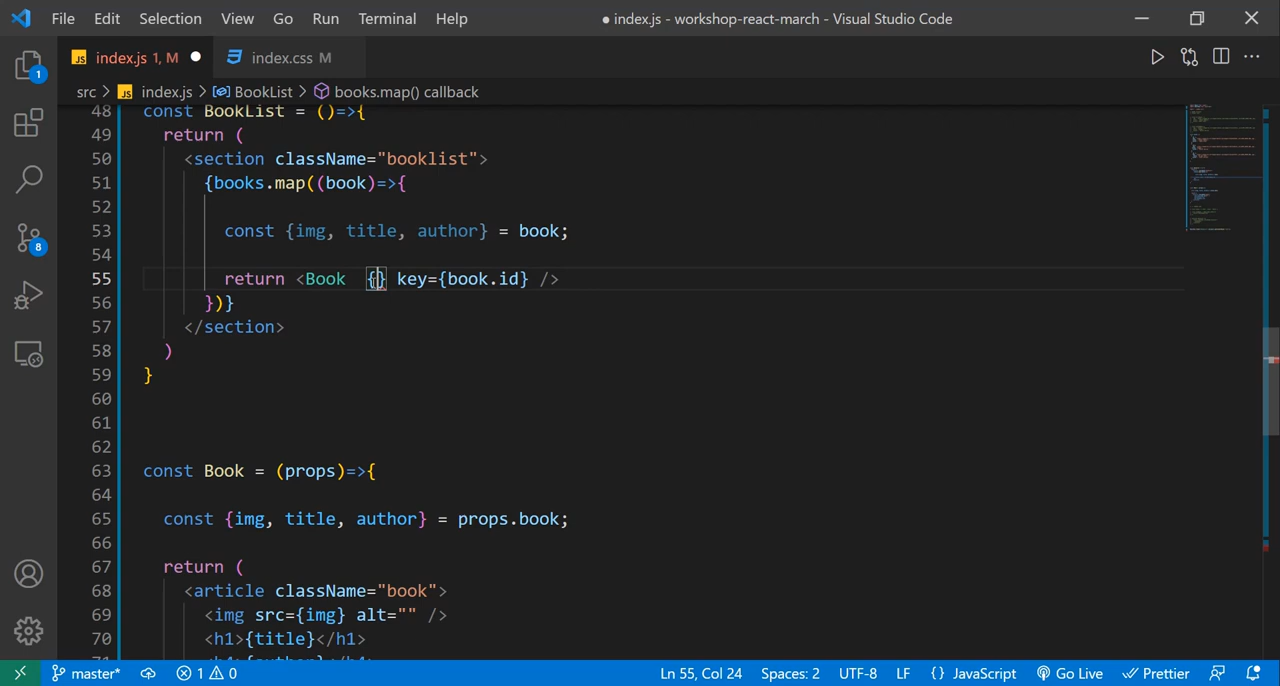 File Edit Selection View Go Run Terminal Help
● index.js - workshop-react-march - Visual Studio Code
JS index.js 1, M ●
index.css M
src > JS index.js > BookList > books.map() callback
48 const BookList = ()=>{
49 return (
50 <section className="booklist">
51 {books.map((book)=>{
52
53 const {img, title, author} = book;
54
55 return <Book  {} key={book.id} />
56 })}
57 </section>
58 )
59 }
60
61
62
63 const Book = (props)=>{
64
65 const {img, title, author} = props.book;
66
67 return (
68 <article className="book">
69 <img src={img} alt="" />
70 <h1>{title}</h1>
1
8
master* 1 0 Ln 55, Col 24 Spaces: 2 UTF-8 LF {} JavaScript Go Live Prettier